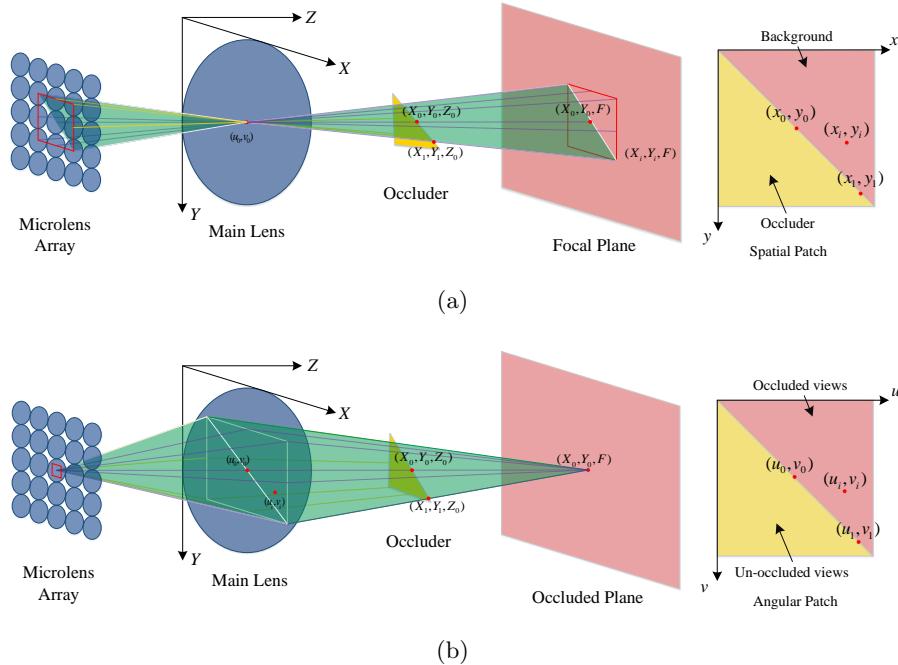 Z
X
Y
(u₀,v₀)
(X₀,Y₀,Z₀)
(X₁,Y₁,Z₀)
(X₀,Y₀,F)
(Xᵢ,Yᵢ,F)
Microlens
Array
Main Lens
Occluder
Focal Plane
Background
x
(x₀,y₀)
(xᵢ,yᵢ)
(x₁,y₁)
Occluder
y
Spatial Patch
(a)
Z
X
Y
(u₀,v₀)
(uᵢ,vᵢ)
(X₀,Y₀,Z₀)
(X₁,Y₁,Z₀)
(X₀,Y₀,F)
Microlens
Array
Main Lens
Occluder
Occluded Plane
Occluded views
u
(u₀,v₀)
(uᵢ,vᵢ)
(u₁,v₁)
Un-occluded views
v
Angular Patch
(b)